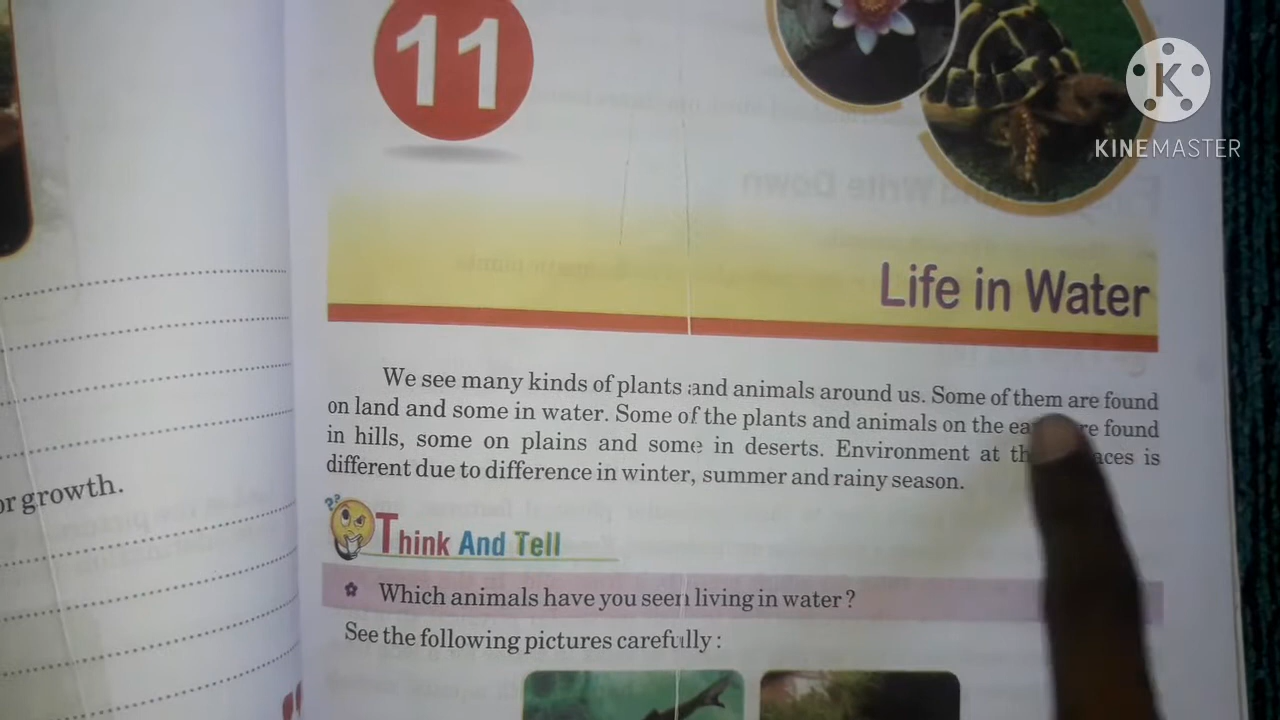 11
K
KINEMASTER
Life in Water
We see many kinds of plants and animals around us. Some of them are found
on land and some in water. Some of the plants and animals on the are found
in hills, some on plains and some in deserts. Environment at is
different due to difference in winter, summer and rainy season.
??
Think And Tell
Which animals have you seen living in water?
or growth.
See the following pictures carefully: